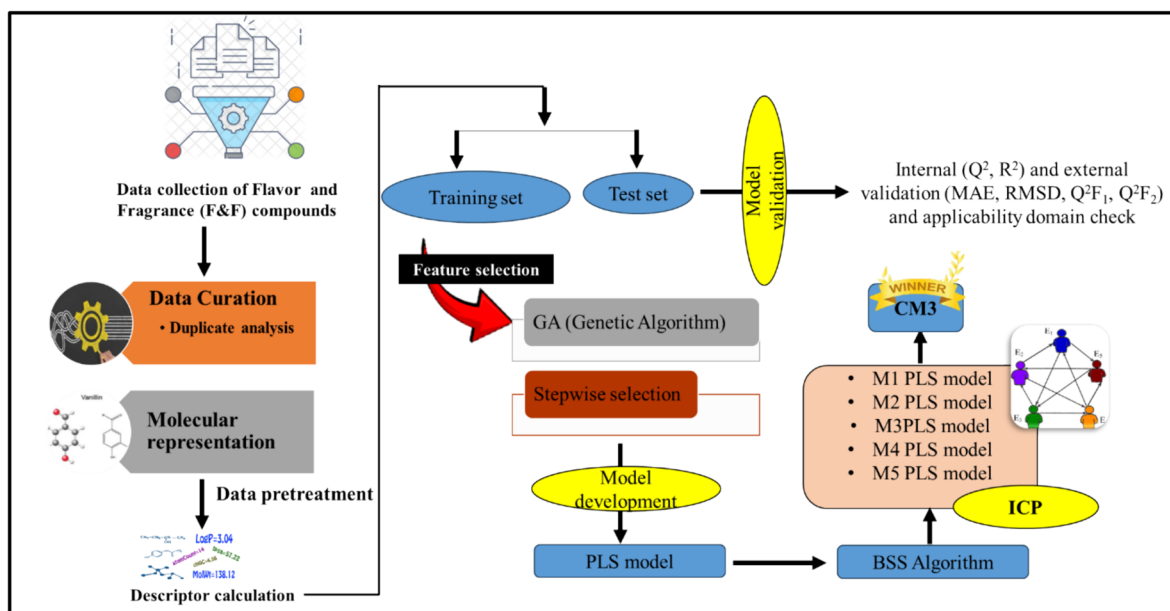 Data collection of Flavor and
Fragrance (F&F) compounds
Data Curation
• Duplicate analysis
Vanillin
Molecular
representation
Data pretreatment
LogP=3.04
MolWt=138.12
Descriptor calculation
Training set
Test set
Model
validation
Internal (Q², R²) and external
validation (MAE, RMSD, Q²F₁, Q²F₂)
and applicability domain check
Feature selection
GA (Genetic Algorithm)
Stepwise selection
Model
development
PLS model
BSS Algorithm
ICP
• M1 PLS model
• M2 PLS model
• M3PLS model
• M4 PLS model
• M5 PLS model
WINNER
CM3
E₁
E₂